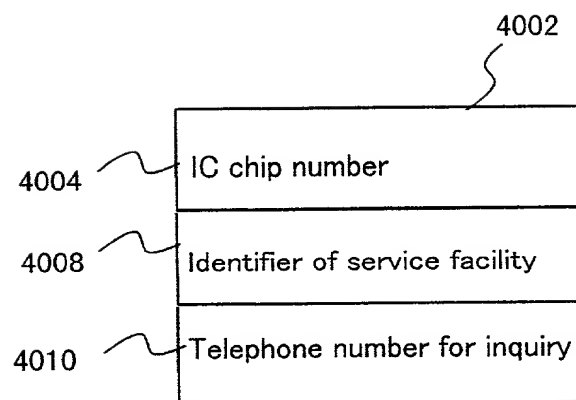 4002
4004 IC chip number
4008 Identifier of service facility
4010 Telephone number for inquiry